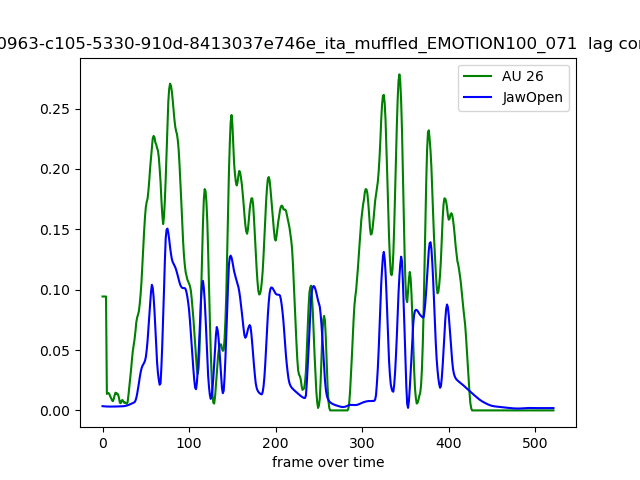 0963-c105-5330-910d-8413037e746e_ita_muffled_EMOTION100_071 lag
AU 26
JawOpen
0.25
0.20
0.15
0.10
0.05
0.00
0 100 200 300 400 500
frame over time